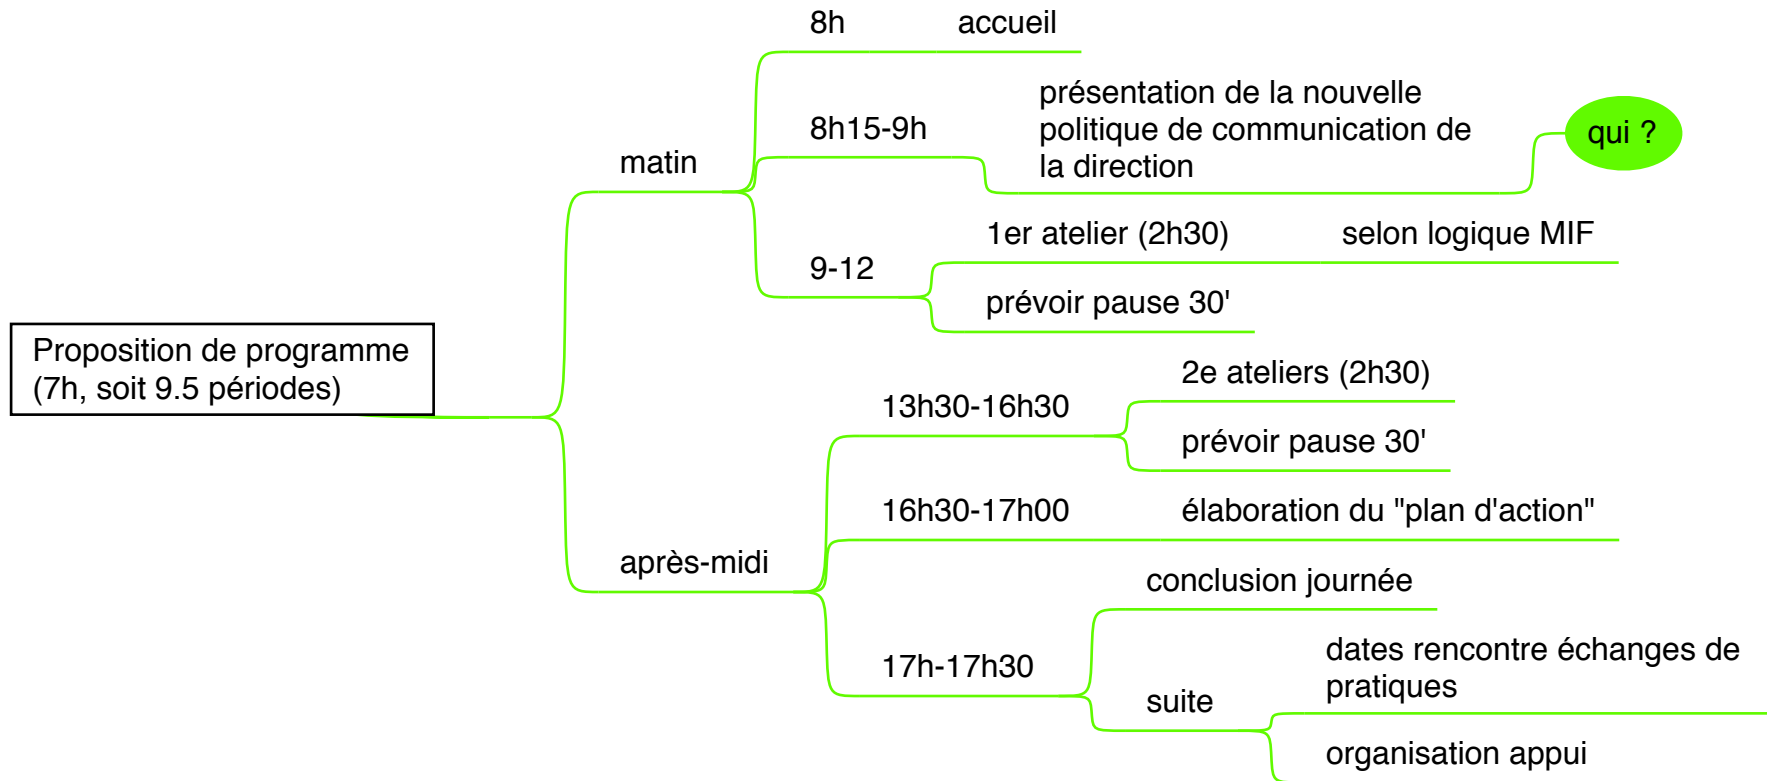 Proposition de programme
(7h, soit 9.5 périodes)
matin
8h
accueil
8h15-9h
présentation de la nouvelle
politique de communication de
la direction
qui ?
9-12
1er atelier (2h30)
selon logique MIF
prévoir pause 30'
après-midi
13h30-16h30
2e ateliers (2h30)
prévoir pause 30'
16h30-17h00
élaboration du "plan d'action"
17h-17h30
conclusion journée
suite
dates rencontre échanges de
pratiques
organisation appui